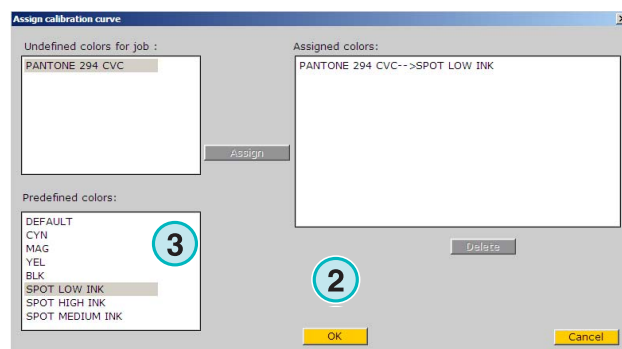 Assign calibration curve
Undefined colors for job :
PANTONE 294 CVC
Assign
Assigned colors:
PANTONE 294 CVC-->SPOT LOW INK
Predefined colors:
DEFAULT
CYN
MAG
YEL
BLK
SPOT LOW INK
SPOT HIGH INK
SPOT MEDIUM INK
3
Delete
2
OK
Cancel